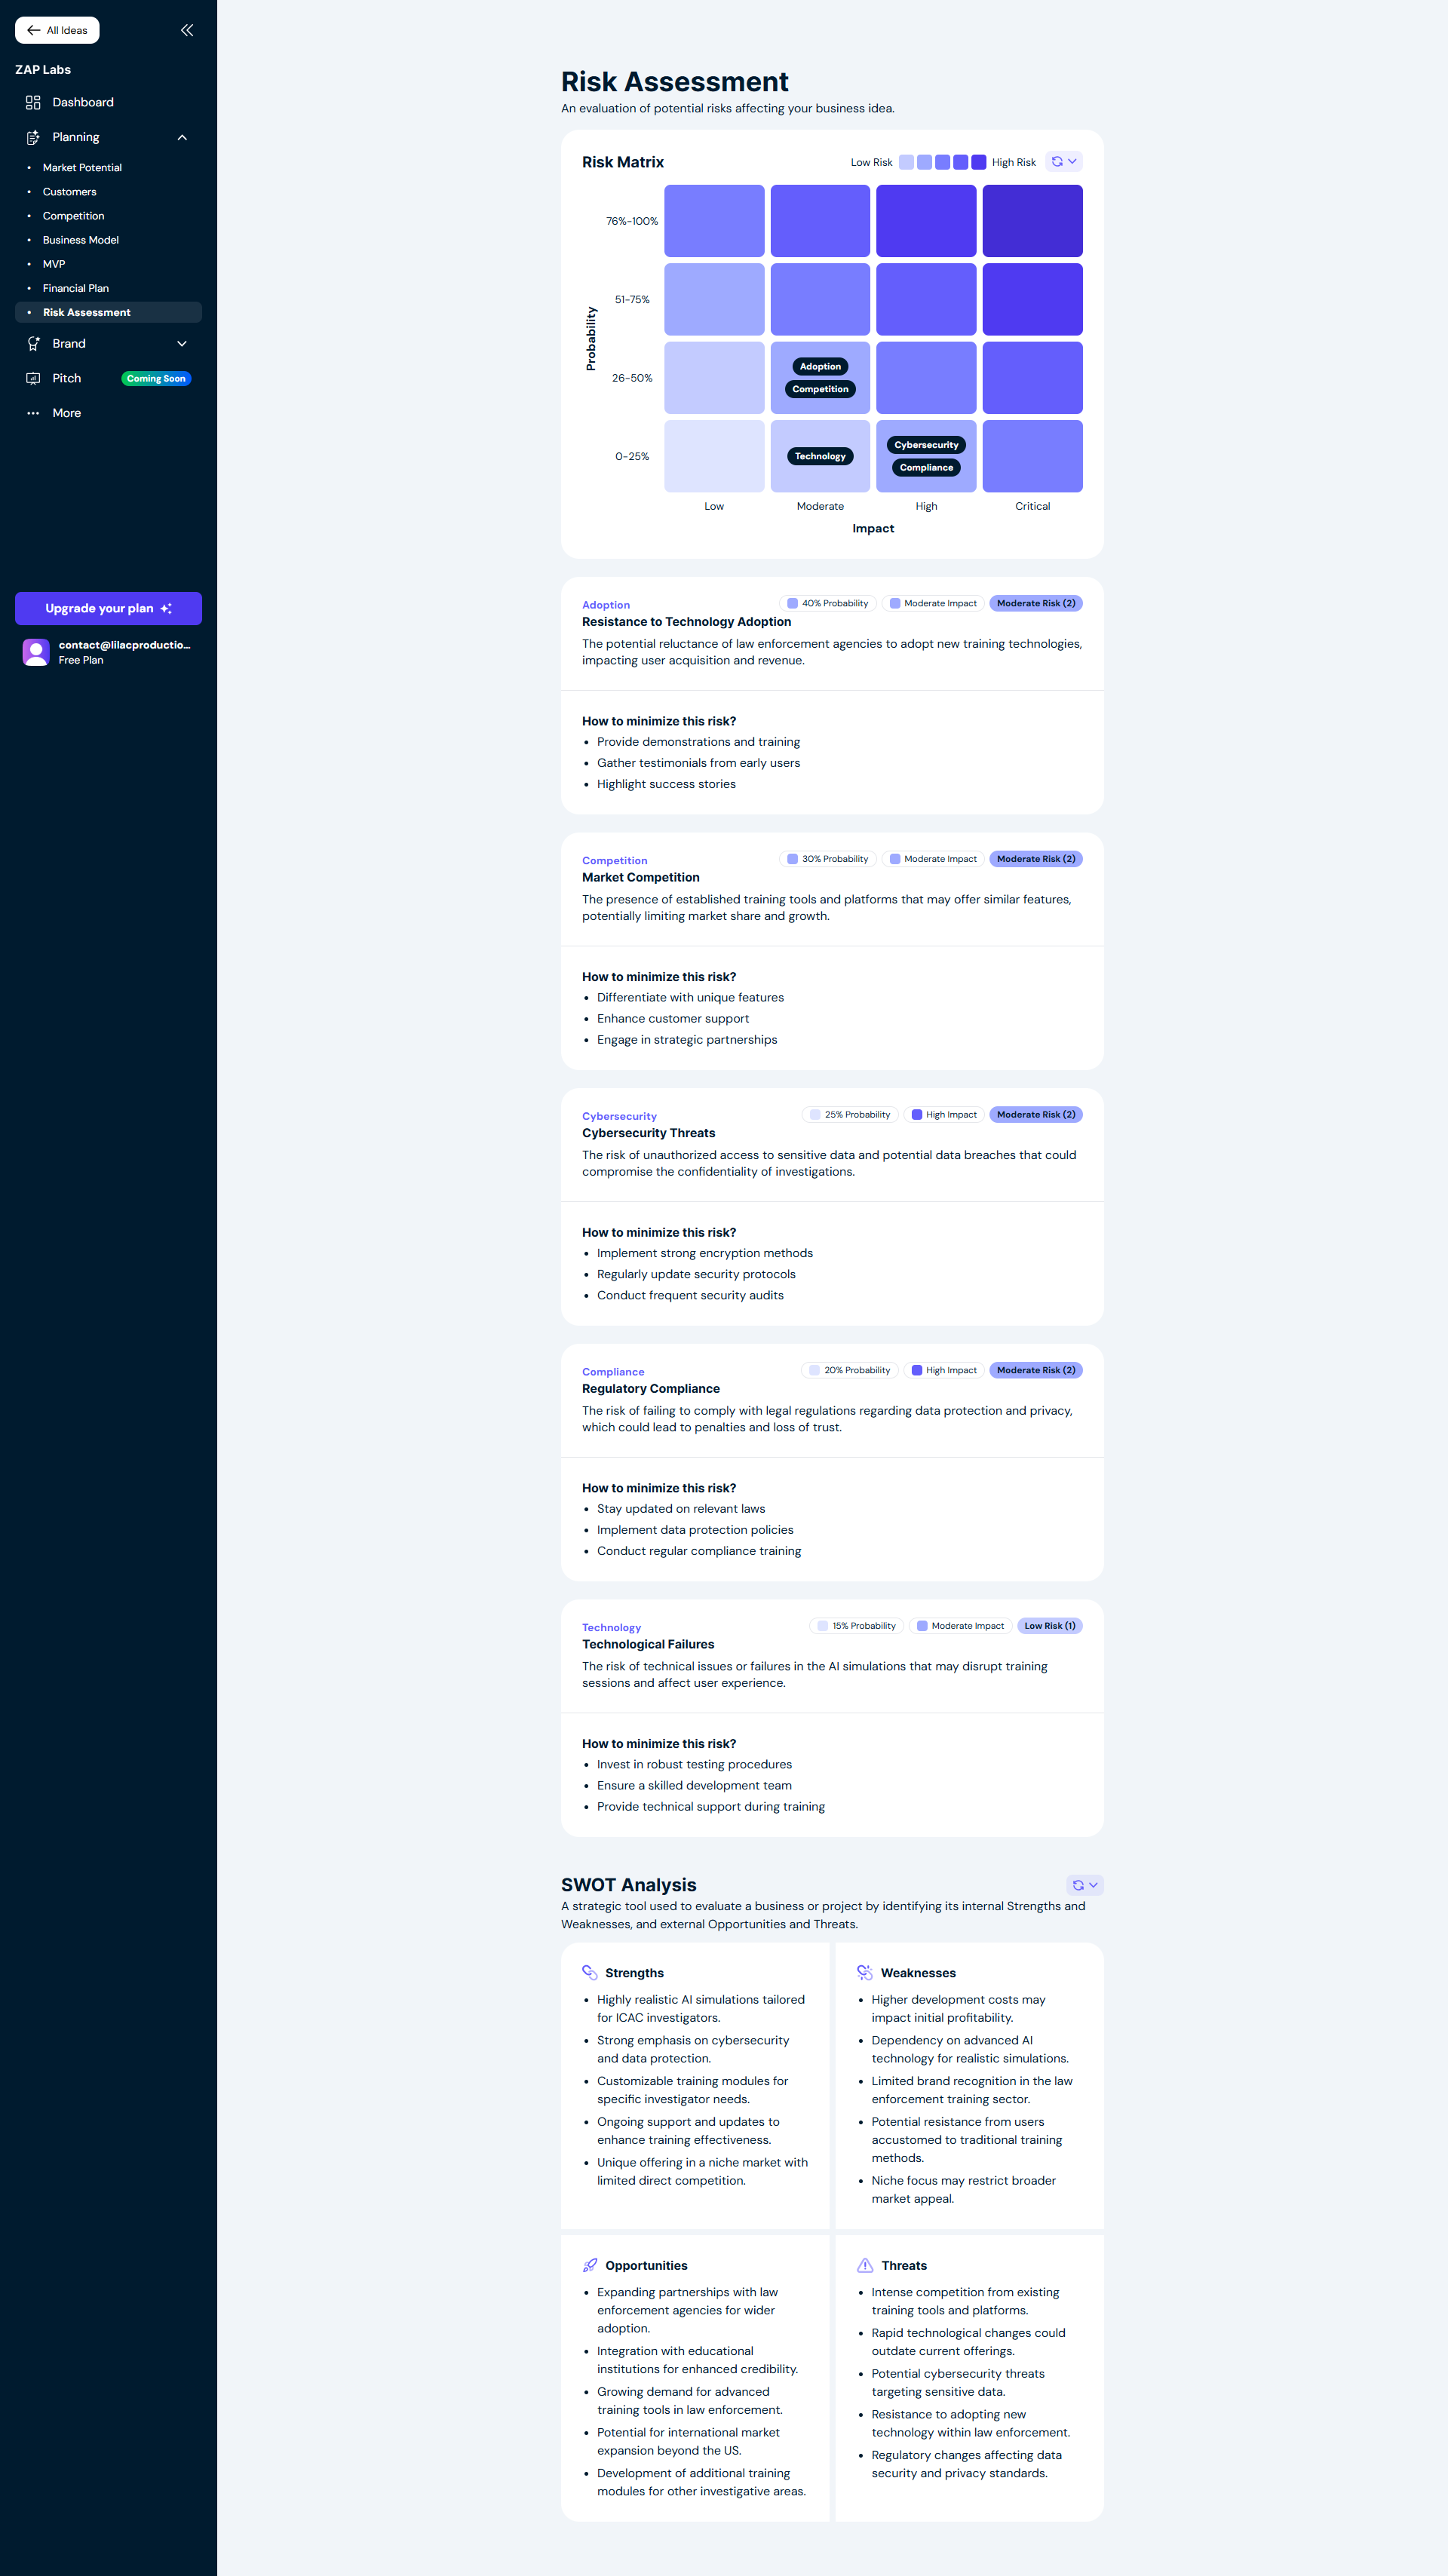 All Ideas
ZAP Labs
Dashboard
Planning
• Market Potential
• Customers
• Competition
• Business Model
• MVP
• Financial Plan
• Risk Assessment
Brand
Pitch
Coming Soon
More
Upgrade your plan
contact@lilacproductio...
Free Plan
Risk Assessment
An evaluation of potential risks affecting your business idea.
Risk Matrix
Low Risk
High Risk
Probability
76%-100%
51-75%
26-50%
Adoption
Competition
0-25%
Technology
Cybersecurity
Compliance
Low
Moderate
High
Critical
Impact
Adoption
40% Probability
Moderate Impact
Moderate Risk (2)
Resistance to Technology Adoption
The potential reluctance of law enforcement agencies to adopt new training technologies,
impacting user acquisition and revenue.
How to minimize this risk?
• Provide demonstrations and training
• Gather testimonials from early users
• Highlight success stories
Competition
30% Probability
Moderate Impact
Moderate Risk (2)
Market Competition
The presence of established training tools and platforms that may offer similar features,
potentially limiting market share and growth.
How to minimize this risk?
• Differentiate with unique features
• Enhance customer support
• Engage in strategic partnerships
Cybersecurity
25% Probability
High Impact
Moderate Risk (2)
Cybersecurity Threats
The risk of unauthorized access to sensitive data and potential data breaches that could
compromise the confidentiality of investigations.
How to minimize this risk?
• Implement strong encryption methods
• Regularly update security protocols
• Conduct frequent security audits
Compliance
20% Probability
High Impact
Moderate Risk (2)
Regulatory Compliance
The risk of failing to comply with legal regulations regarding data protection and privacy,
which could lead to penalties and loss of trust.
How to minimize this risk?
• Stay updated on relevant laws
• Implement data protection policies
• Conduct regular compliance training
Technology
15% Probability
Moderate Impact
Low Risk (1)
Technological Failures
The risk of technical issues or failures in the AI simulations that may disrupt training
sessions and affect user experience.
How to minimize this risk?
• Invest in robust testing procedures
• Ensure a skilled development team
• Provide technical support during training
SWOT Analysis
A strategic tool used to evaluate a business or project by identifying its internal Strengths and
Weaknesses, and external Opportunities and Threats.
Strengths
• Highly realistic AI simulations tailored
for ICAC investigators.
• Strong emphasis on cybersecurity
and data protection.
• Customizable training modules for
specific investigator needs.
• Ongoing support and updates to
enhance training effectiveness.
• Unique offering in a niche market with
limited direct competition.
Weaknesses
• Higher development costs may
impact initial profitability.
• Dependency on advanced AI
technology for realistic simulations.
• Limited brand recognition in the law
enforcement training sector.
• Potential resistance from users
accustomed to traditional training
methods.
• Niche focus may restrict broader
market appeal.
Opportunities
• Expanding partnerships with law
enforcement agencies for wider
adoption.
• Integration with educational
institutions for enhanced credibility.
• Growing demand for advanced
training tools in law enforcement.
• Potential for international market
expansion beyond the US.
• Development of additional training
modules for other investigative areas.
Threats
• Intense competition from existing
training tools and platforms.
• Rapid technological changes could
outdate current offerings.
• Potential cybersecurity threats
targeting sensitive data.
• Resistance to adopting new
technology within law enforcement.
• Regulatory changes affecting data
security and privacy standards.